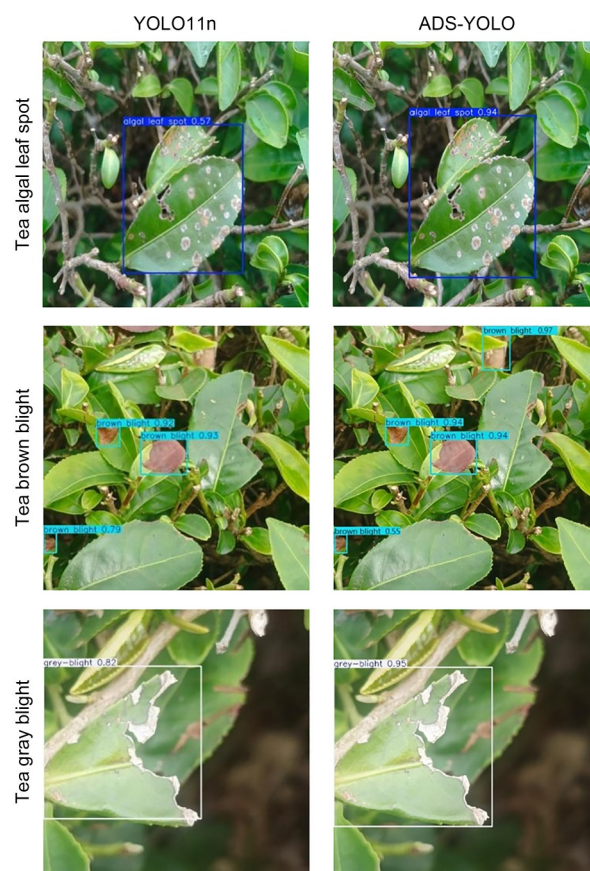 YOLO11n
ADS-YOLO
Tea algal leaf spot
algal leaf spot 0.57
algal leaf spot 0.94
Tea brown blight
brown blight 0.92
brown blight 0.93
brown blight 0.79
brown blight 0.97
brown blight 0.94
brown blight 0.94
brown blight 0.55
Tea gray blight
grey-blight 0.82
grey-blight 0.95